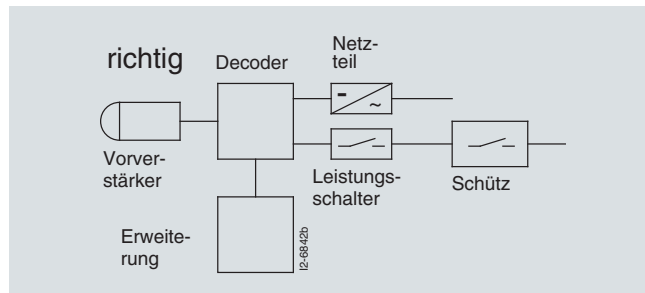 richtig
Decoder
Netz-
teil
Vorver-
stärker
Leistungs-
schalter
Schütz
Erweite-
rung
I2-6842b